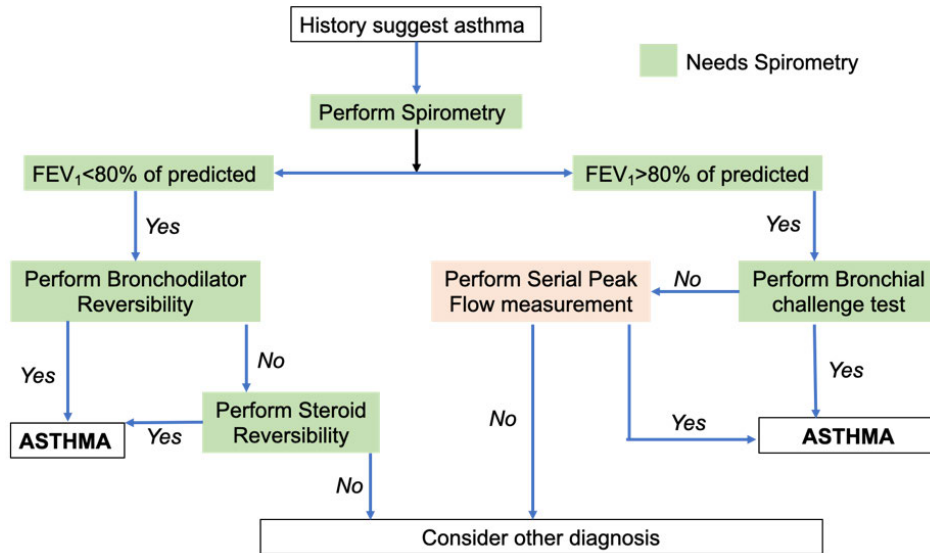 History suggest asthma
Needs Spirometry
Perform Spirometry
FEV₁<80% of predicted
FEV₁>80% of predicted
Yes
Yes
Perform Bronchodilator
Reversibility
Perform Serial Peak
Flow measurement
No
Perform Bronchial
challenge test
Yes
No
Yes
No
Perform Steroid
Reversibility
Yes
ASTHMA
Yes
ASTHMA
No
Consider other diagnosis